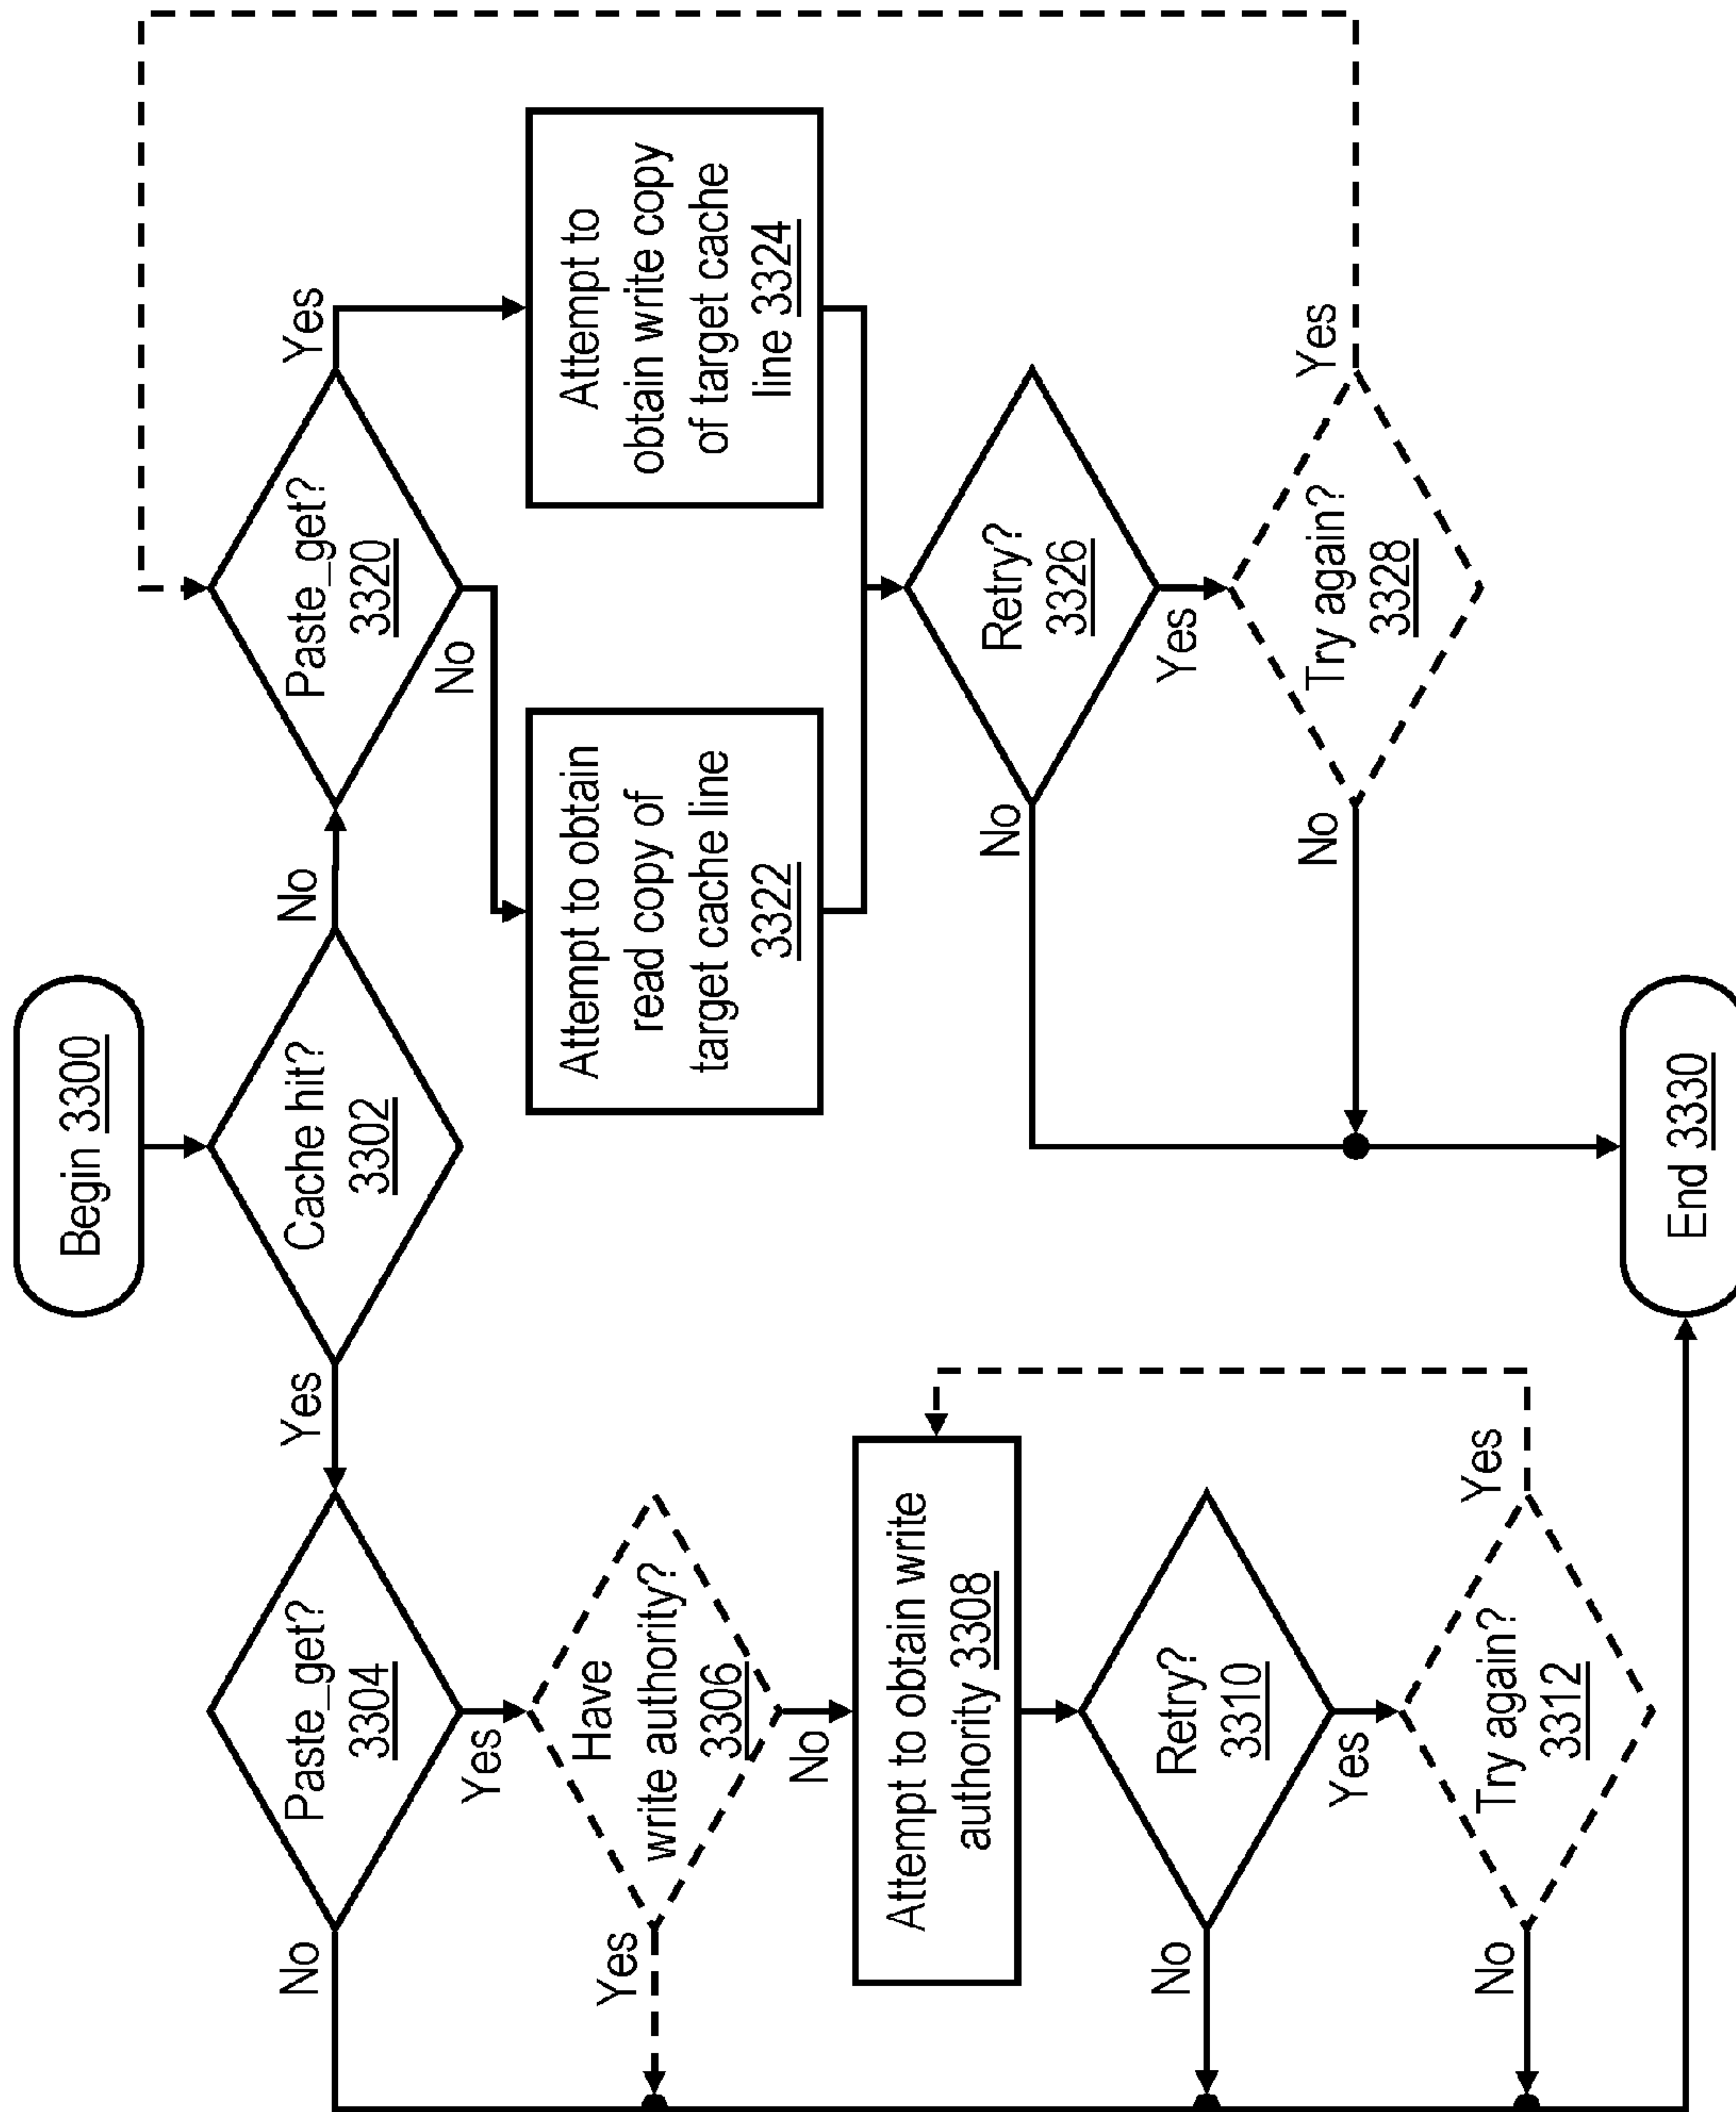 Begin 3300
Cache hit?
3302
Yes
No
Paste_get?
3304
No
Yes
Have
write authority?
3306
Yes
No
Attempt to obtain write
authority 3308
Retry?
3310
No
Yes
Try again?
3312
No
Yes
Paste_get?
3320
No
Yes
Attempt to obtain
read copy of
target cache line
3322
Attempt to
obtain write copy
of target cache
line 3324
Retry?
3326
No
Yes
Try again?
3328
No
Yes
End 3330